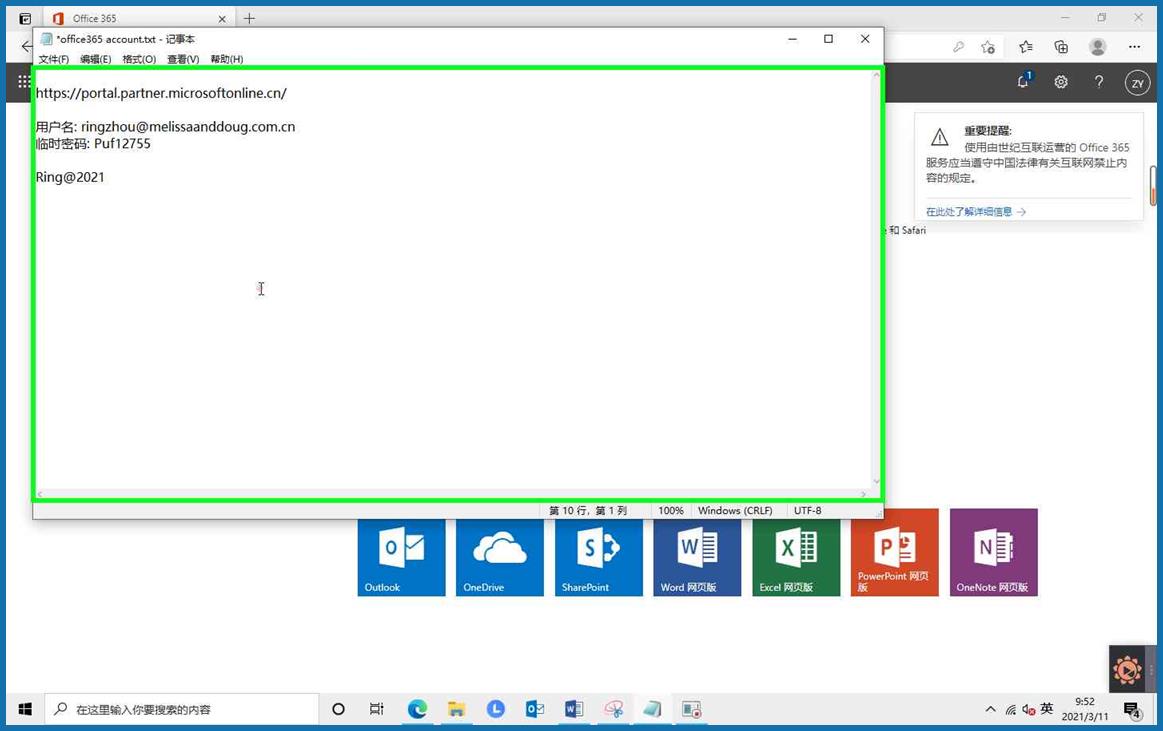 Office 365
*office365 account.txt - 记事本
文件(F) 编辑(E) 格式(O) 查看(V) 帮助(H)
https://portal.partner.microsoftonline.cn/
用户名: ringzhou@melissaanddoug.com.cn
临时密码: Puf12755
Ring@2021
第 10 行，第 1 列 100% Windows (CRLF) UTF-8
1
?
ZY
重要提醒:
使用由世纪互联运营的 Office 365
服务应当遵守中国法律有关互联网禁止内
容的规定。
在此处了解详细信息 →
和 Safari
Outlook
OneDrive
SharePoint
Word 网页版
Excel 网页版
PowerPoint 网页
版
OneNote 网页版
在这里输入你要搜索的内容
英
9:52
2021/3/11
4